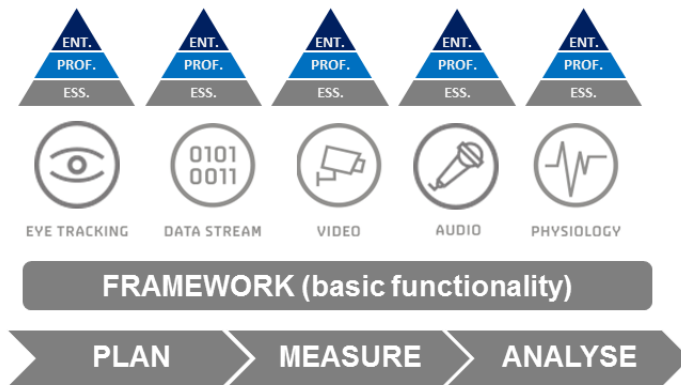 ENT. ENT. ENT. ENT. ENT.
PROF. PROF. PROF. PROF. PROF.
ESS. ESS. ESS. ESS. ESS.
0101
0011
EYE TRACKING DATA STREAM VIDEO AUDIO PHYSIOLOGY
FRAMEWORK (basic functionality)
PLAN MEASURE ANALYSE